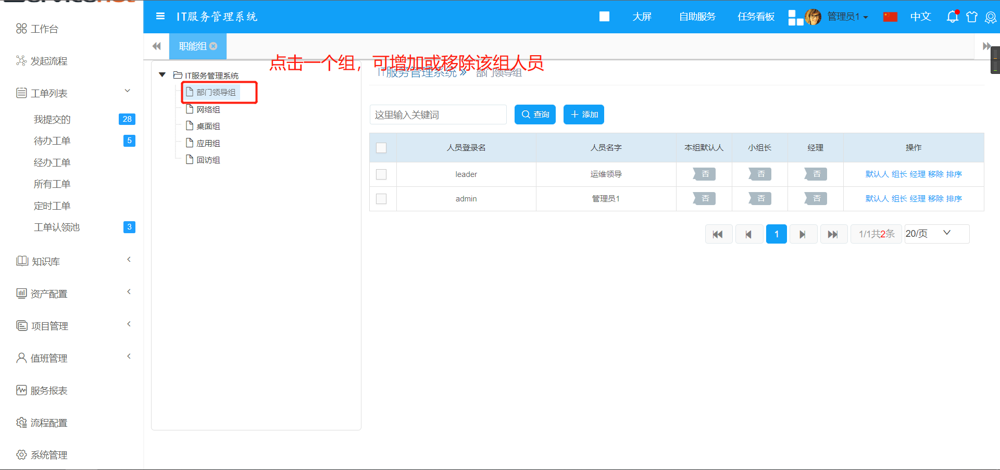 IT服务管理系统
大屏
自助服务
任务看板
管理员1
中文
工作台
发起流程
工单列表
我提交的 28
待办工单 5
经办工单
所有工单
定时工单
工单认领池 3
知识库
资产配置
项目管理
值班管理
服务报表
流程配置
系统管理
职能组
点击一个组，可增加或移除该组人员
IT服务管理系统
部门领导组
网络组
桌面组
应用组
回访组
IT服务管理系统 » 部门领导组
这里输入关键词 查询 添加
人员登录名 人员名字 本组默认人 小组长 经理 操作
leader 运维领导 否 否 否 默认人 组长 经理 移除 排序
admin 管理员1 否 否 否 默认人 组长 经理 移除 排序
1 1/1共2条 20/页